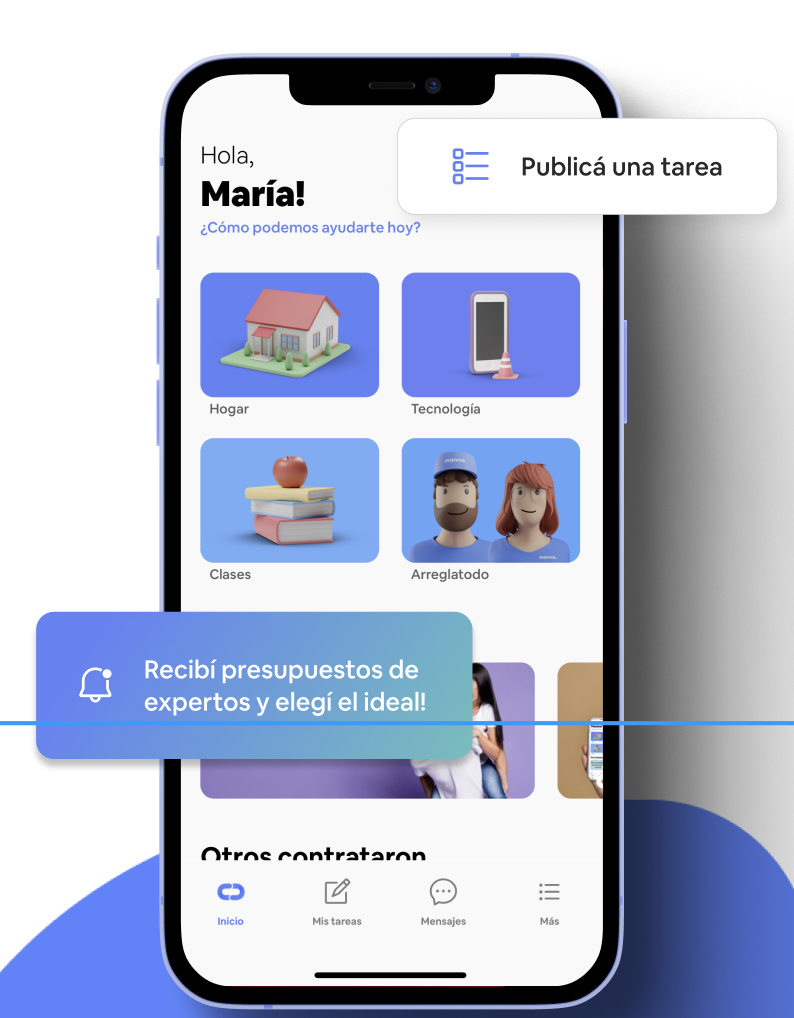 Hola,
María!
¿Cómo podemos ayudarte hoy?
Publicá una tarea
Hogar
Tecnología
Clases
Arreglatodo
Recibí presupuestos de
expertos y elegí el ideal!
Otros contrataron
Inicio
Mis tareas
Mensajes
Más